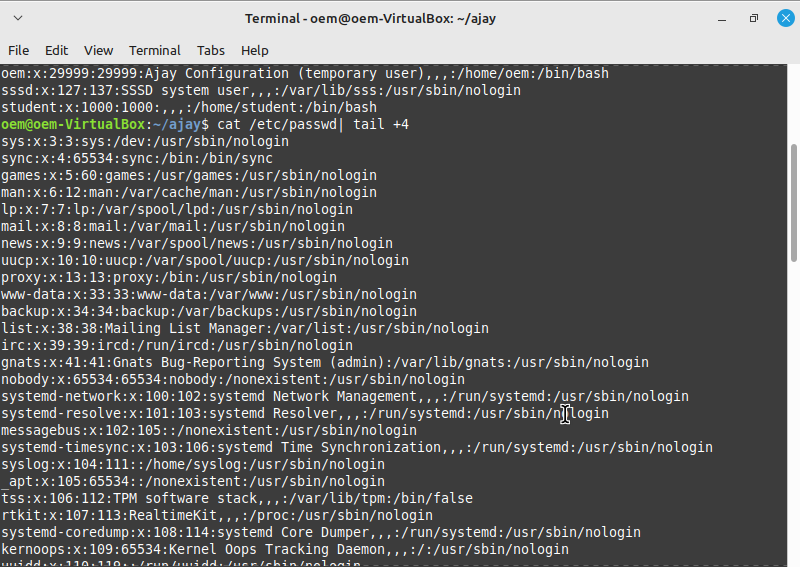 Terminal - oem@oem-VirtualBox: ~/ajay
File Edit View Terminal Tabs Help
oem:x:29999:29999:Ajay Configuration (temporary user),,,:/home/oem:/bin/bash
sssd:x:127:137:SSSD system user,,,:/var/lib/sss:/usr/sbin/nologin
student:x:1000:1000:,,,:/home/student:/bin/bash
oem@oem-VirtualBox:~/ajay$ cat /etc/passwd| tail +4
sys:x:3:3:sys:/dev:/usr/sbin/nologin
sync:x:4:65534:sync:/bin:/bin/sync
games:x:5:60:games:/usr/games:/usr/sbin/nologin
man:x:6:12:man:/var/cache/man:/usr/sbin/nologin
lp:x:7:7:lp:/var/spool/lpd:/usr/sbin/nologin
mail:x:8:8:mail:/var/mail:/usr/sbin/nologin
news:x:9:9:news:/var/spool/news:/usr/sbin/nologin
uucp:x:10:10:uucp:/var/spool/uucp:/usr/sbin/nologin
proxy:x:13:13:proxy:/bin:/usr/sbin/nologin
www-data:x:33:33:www-data:/var/www:/usr/sbin/nologin
backup:x:34:34:backup:/var/backups:/usr/sbin/nologin
list:x:38:38:Mailing List Manager:/var/list:/usr/sbin/nologin
irc:x:39:39:ircd:/run/ircd:/usr/sbin/nologin
gnats:x:41:41:Gnats Bug-Reporting System (admin):/var/lib/gnats:/usr/sbin/nologin
nobody:x:65534:65534:nobody:/nonexistent:/usr/sbin/nologin
systemd-network:x:100:102:systemd Network Management,,,:/run/systemd:/usr/sbin/nologin
systemd-resolve:x:101:103:systemd Resolver,,,:/run/systemd:/usr/sbin/nologin
messagebus:x:102:105::/nonexistent:/usr/sbin/nologin
systemd-timesync:x:103:106:systemd Time Synchronization,,,:/run/systemd:/usr/sbin/nologin
syslog:x:104:111::/home/syslog:/usr/sbin/nologin
_apt:x:105:65534::/nonexistent:/usr/sbin/nologin
tss:x:106:112:TPM software stack,,,:/var/lib/tpm:/bin/false
rtkit:x:107:113:RealtimeKit,,,:/proc:/usr/sbin/nologin
systemd-coredump:x:108:114:systemd Core Dumper,,,:/run/systemd:/usr/sbin/nologin
kernoops:x:109:65534:Kernel Oops Tracking Daemon,,,:/:/usr/sbin/nologin